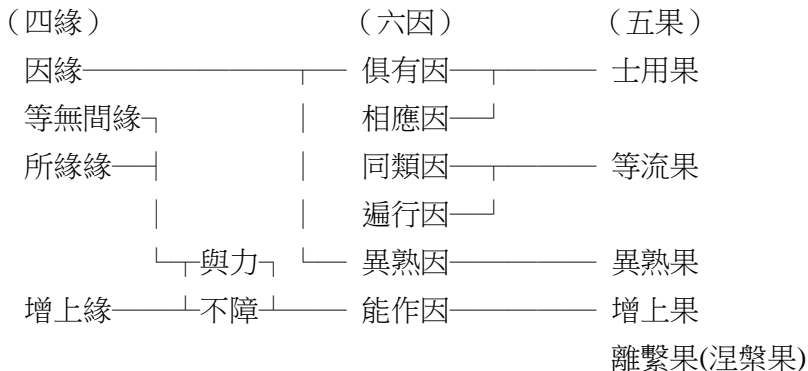 （四緣） （六因） （五果）
因緣 俱有因 士用果
等無間緣 相應因
所緣緣 同類因 等流果
遍行因
與力 異熟因 異熟果
增上緣 不障 能作因 增上果
離繫果(涅槃果)